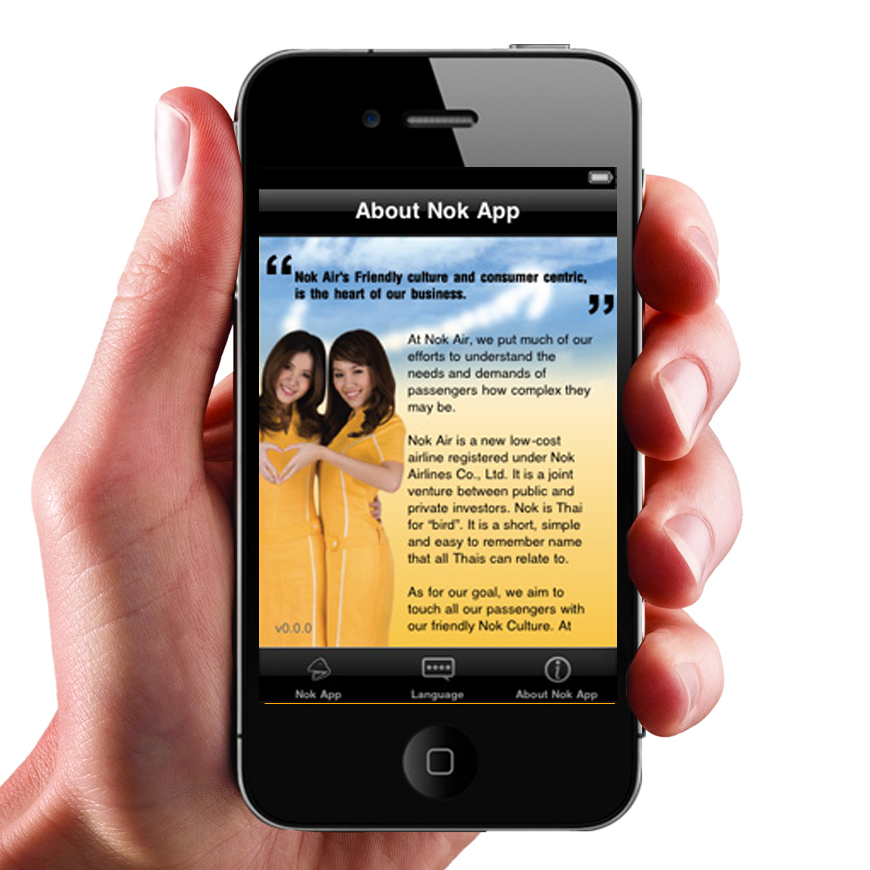 About Nok App
“Nok Air's Friendly culture and consumer centric,
is the heart of our business.
”
At Nok Air, we put much of our
efforts to understand the
needs and demands of
passengers how complex they
may be.
Nok Air is a new low-cost
airline registered under Nok
Airlines Co., Ltd. It is a joint
venture between public and
private investors. Nok is Thai
for “bird”. It is a short, simple
and easy to remember name
that all Thais can relate to.
As for our goal, we aim to
touch all our passengers with
our friendly Nok Culture. At
v0.0.0
Nok App Language About Nok App